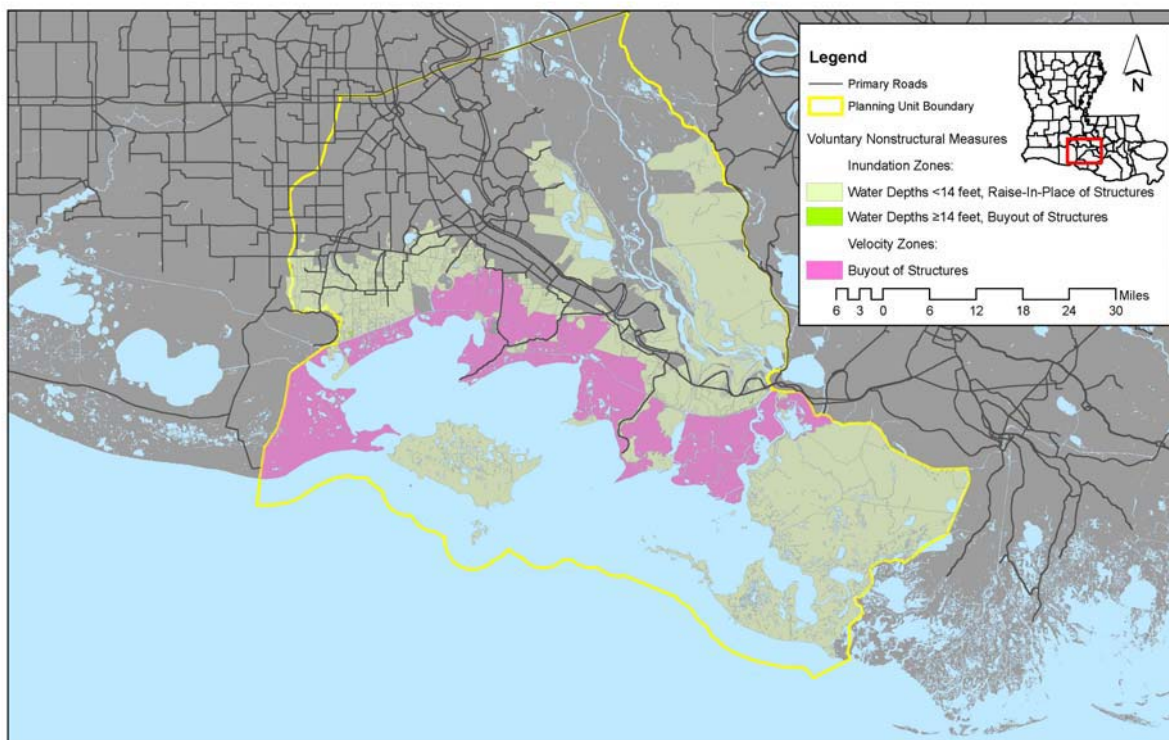 Legend
Primary Roads
Planning Unit Boundary
Voluntary Nonstructural Measures
Inundation Zones:
Water Depths <14 feet, Raise-In-Place of Structures
Water Depths ≥14 feet, Buyout of Structures
Velocity Zones:
Buyout of Structures
Miles
6 3 0 6 12 18 24 30
N